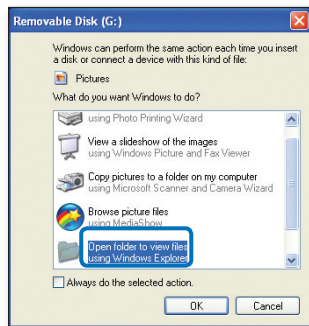 Removable Disk (G:)
Windows can perform the same action each time you insert
a disk or connect a device with this kind of file:
Pictures
What do you want Windows to do?
using Photo Printing Wizard
View a slideshow of the images
using Windows Picture and Fax Viewer
Copy pictures to a folder on my computer
using Microsoft Scanner and Camera Wizard
Browse picture files
using MediaShow
Open folder to view files
using Windows Explorer
Always do the selected action.
OK
Cancel